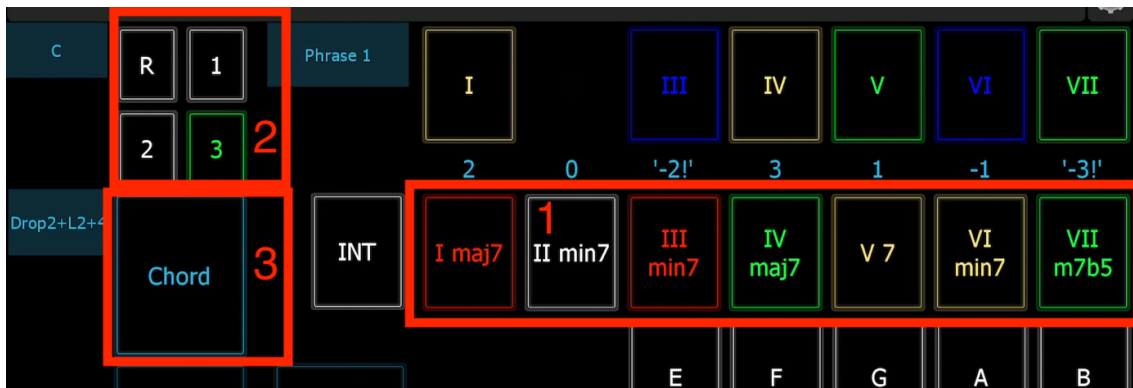 C
R
1
Phrase 1
I
III
IV
V
VI
VII
2
3
2
2
0
'-2!'
3
1
-1
'-3!'
Drop2+L2+4
Chord
3
INT
I maj7
1
II min7
III
min7
IV
maj7
V 7
VI
min7
VII
m7b5
E
F
G
A
B